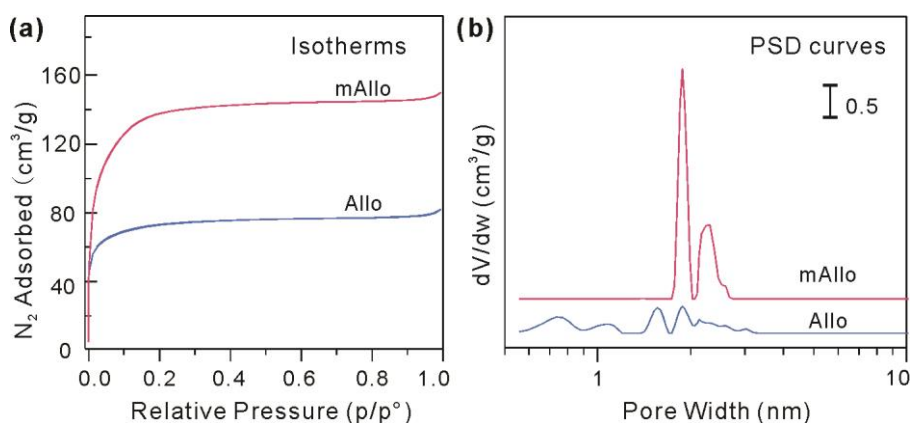 (a)
Isotherms
mAllo
Allo
N₂ Adsorbed (cm³/g)
160
120
80
40
0
0.0 0.2 0.4 0.6 0.8 1.0
Relative Pressure (p/p°)
(b)
PSD curves
0.5
mAllo
Allo
dV/dw (cm³/g)
1 10
Pore Width (nm)